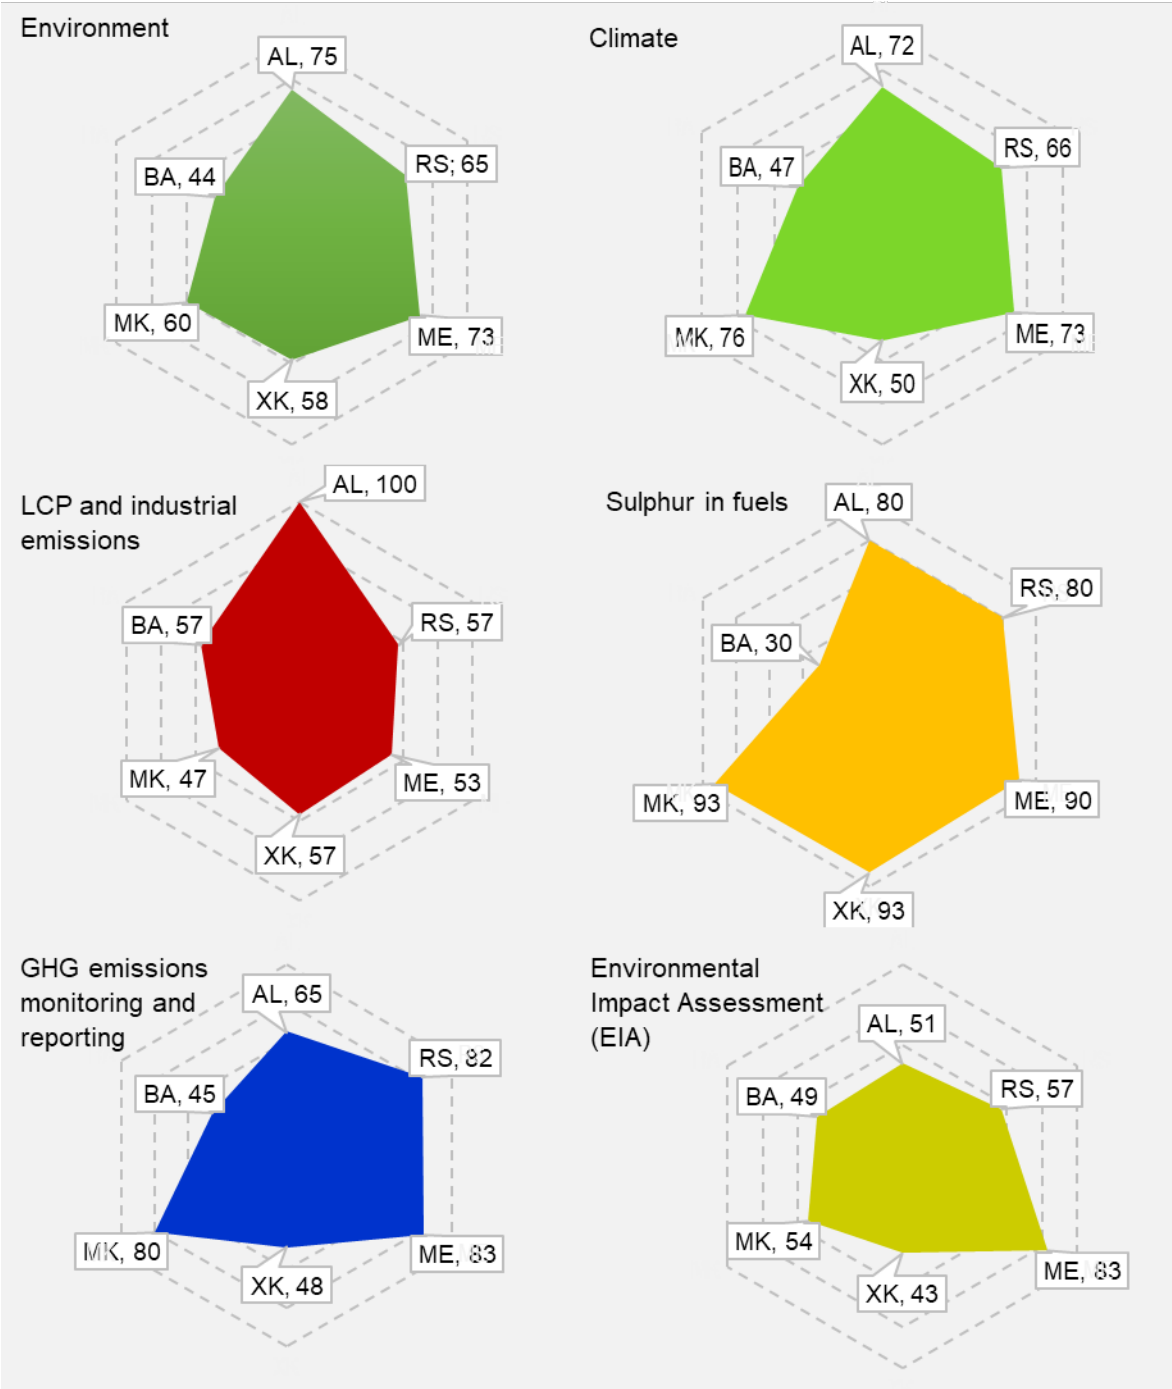 Environment
AL, 75
RS; 65
BA, 44
MK, 60
ME, 73
XK, 58
Climate
AL, 72
RS, 66
BA, 47
MK, 76
ME, 73
XK, 50
LCP and industrial
emissions
AL, 100
BA, 57
RS, 57
MK, 47
ME, 53
XK, 57
Sulphur in fuels
AL, 80
RS, 80
BA, 30
MK, 93
ME, 90
XK, 93
GHG emissions
monitoring and
reporting
AL, 65
RS, 82
BA, 45
MK, 80
ME, 83
XK, 48
Environmental
Impact Assessment
(EIA)
AL, 51
RS, 57
BA, 49
MK, 54
ME, 83
XK, 43